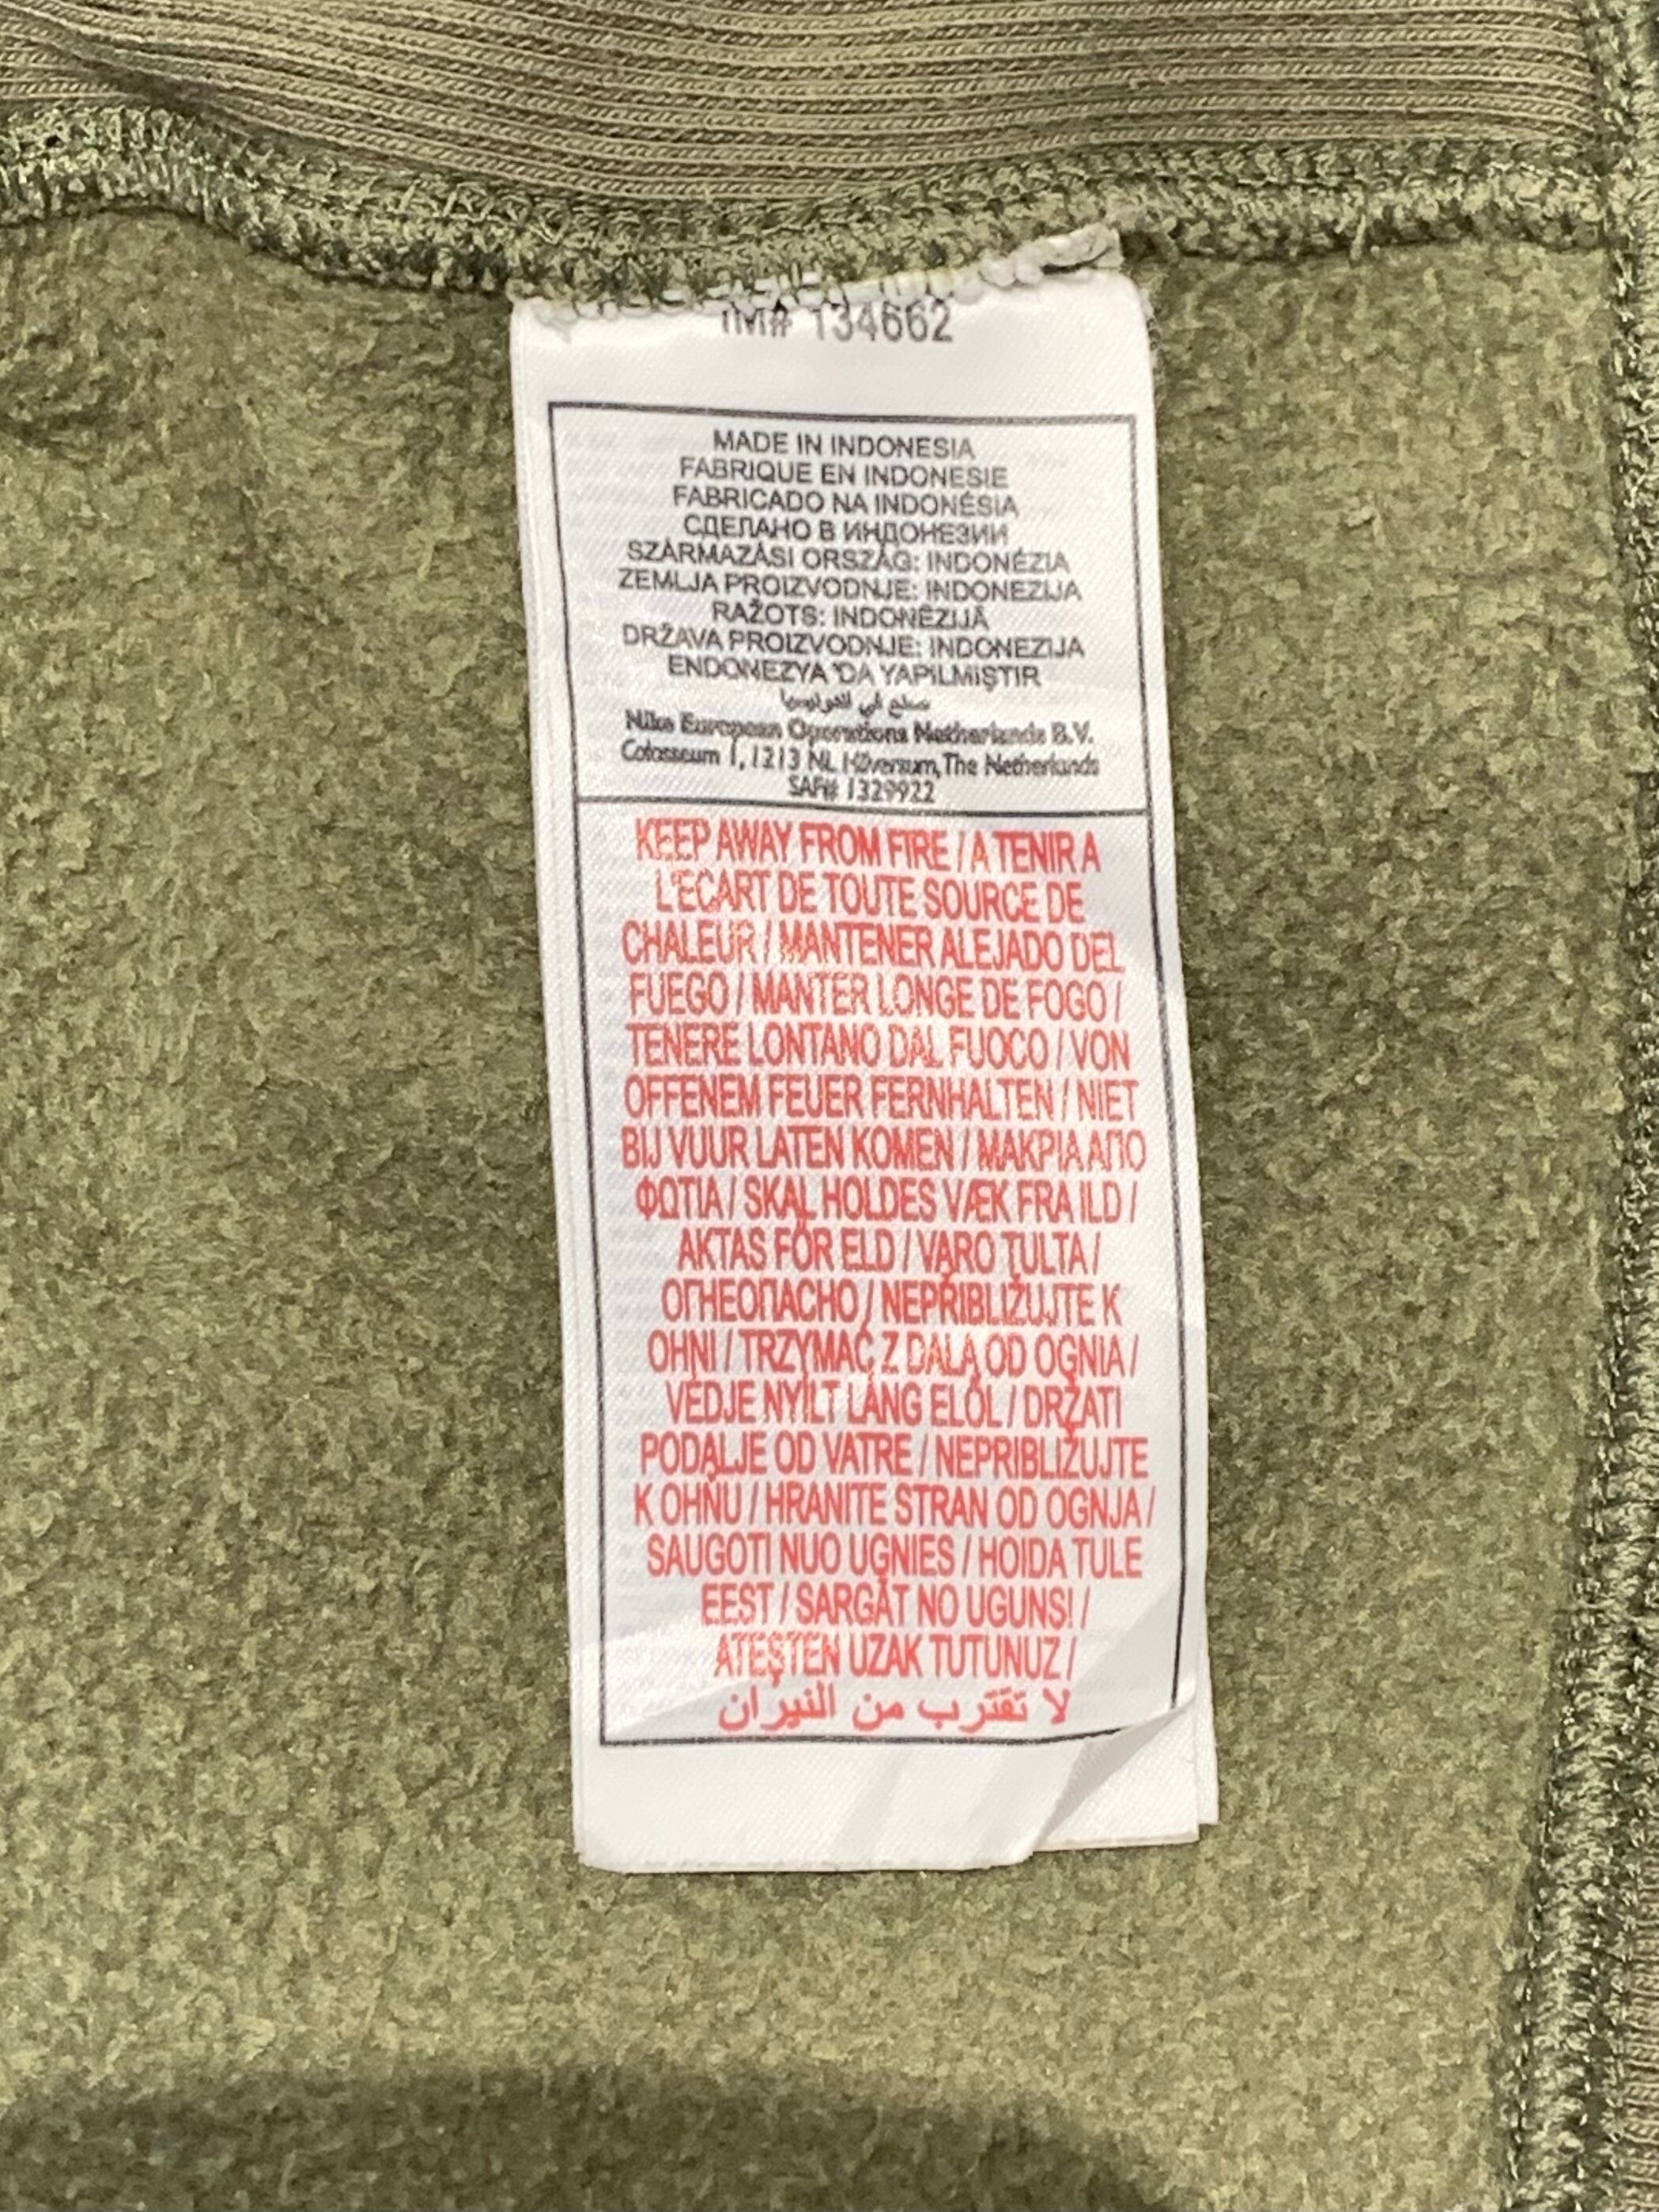 IM# 134662
MADE IN INDONESIA
FABRIQUE EN INDONESIE
FABRICADO NA INDONÉSIA
СДЕЛАНО В ИНДОНЕЗИИ
SZÁRMAZÁSI ORSZÁG: INDONÉZIA
ZEMLJA PROIZVODNJE: INDONEZIJA
RAŽOTS: INDONĒZIJĀ
DRŽAVA PROIZVODNJE: INDONEZIJA
ENDONEZYA 'DA YAPILMIŞTIR
صنع في اندونيسيا
Nike European Operations Netherlands B.V.
Colosseum 1, 1213 NL Hilversum, The Netherlands
SAF# 1329922
KEEP AWAY FROM FIRE / A TENIR A
L'ECART DE TOUTE SOURCE DE
CHALEUR / MANTENER ALEJADO DEL
FUEGO / MANTER LONGE DE FOGO /
TENERE LONTANO DAL FUOCO / VON
OFFENEM FEUER FERNHALTEN / NIET
BIJ VUUR LATEN KOMEN / ΜΑΚΡΙΑ ΑΠΟ
ΦΩΤΙΑ / SKAL HOLDES VÆK FRA ILD /
AKTAS FÖR ELD / VARO TULTA /
ОГНЕОПАСНО / NEPŘIBLIŽUJTE K
OHNI / TRZYMAĆ Z DALA OD OGNIA /
VÉDJE NYÍLT LÁNG ELŐL / DRŽATI
PODALJE OD VATRE / NEPRIBLIŽUJTE
K OHŇU / HRANITE STRAN OD OGNJA /
SAUGOTI NUO UGNIES / HOIDA TULE
EEST / SARGĀT NO UGUNS! /
ATEŞTEN UZAK TUTUNUZ /
لا تقترب من النيران